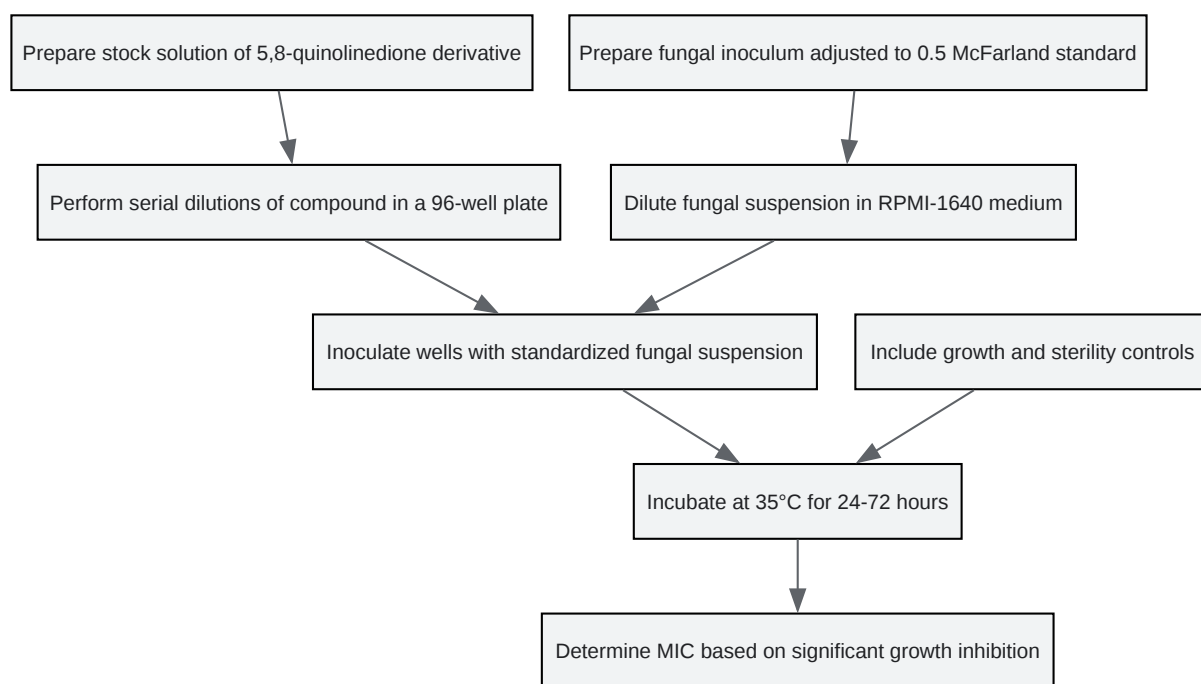 Prepare stock solution of 5,8-quinolinedione derivative
Prepare fungal inoculum adjusted to 0.5 McFarland standard
Perform serial dilutions of compound in a 96-well plate
Dilute fungal suspension in RPMI-1640 medium
Inoculate wells with standardized fungal suspension
Include growth and sterility controls
Incubate at 35°C for 24-72 hours
Determine MIC based on significant growth inhibition